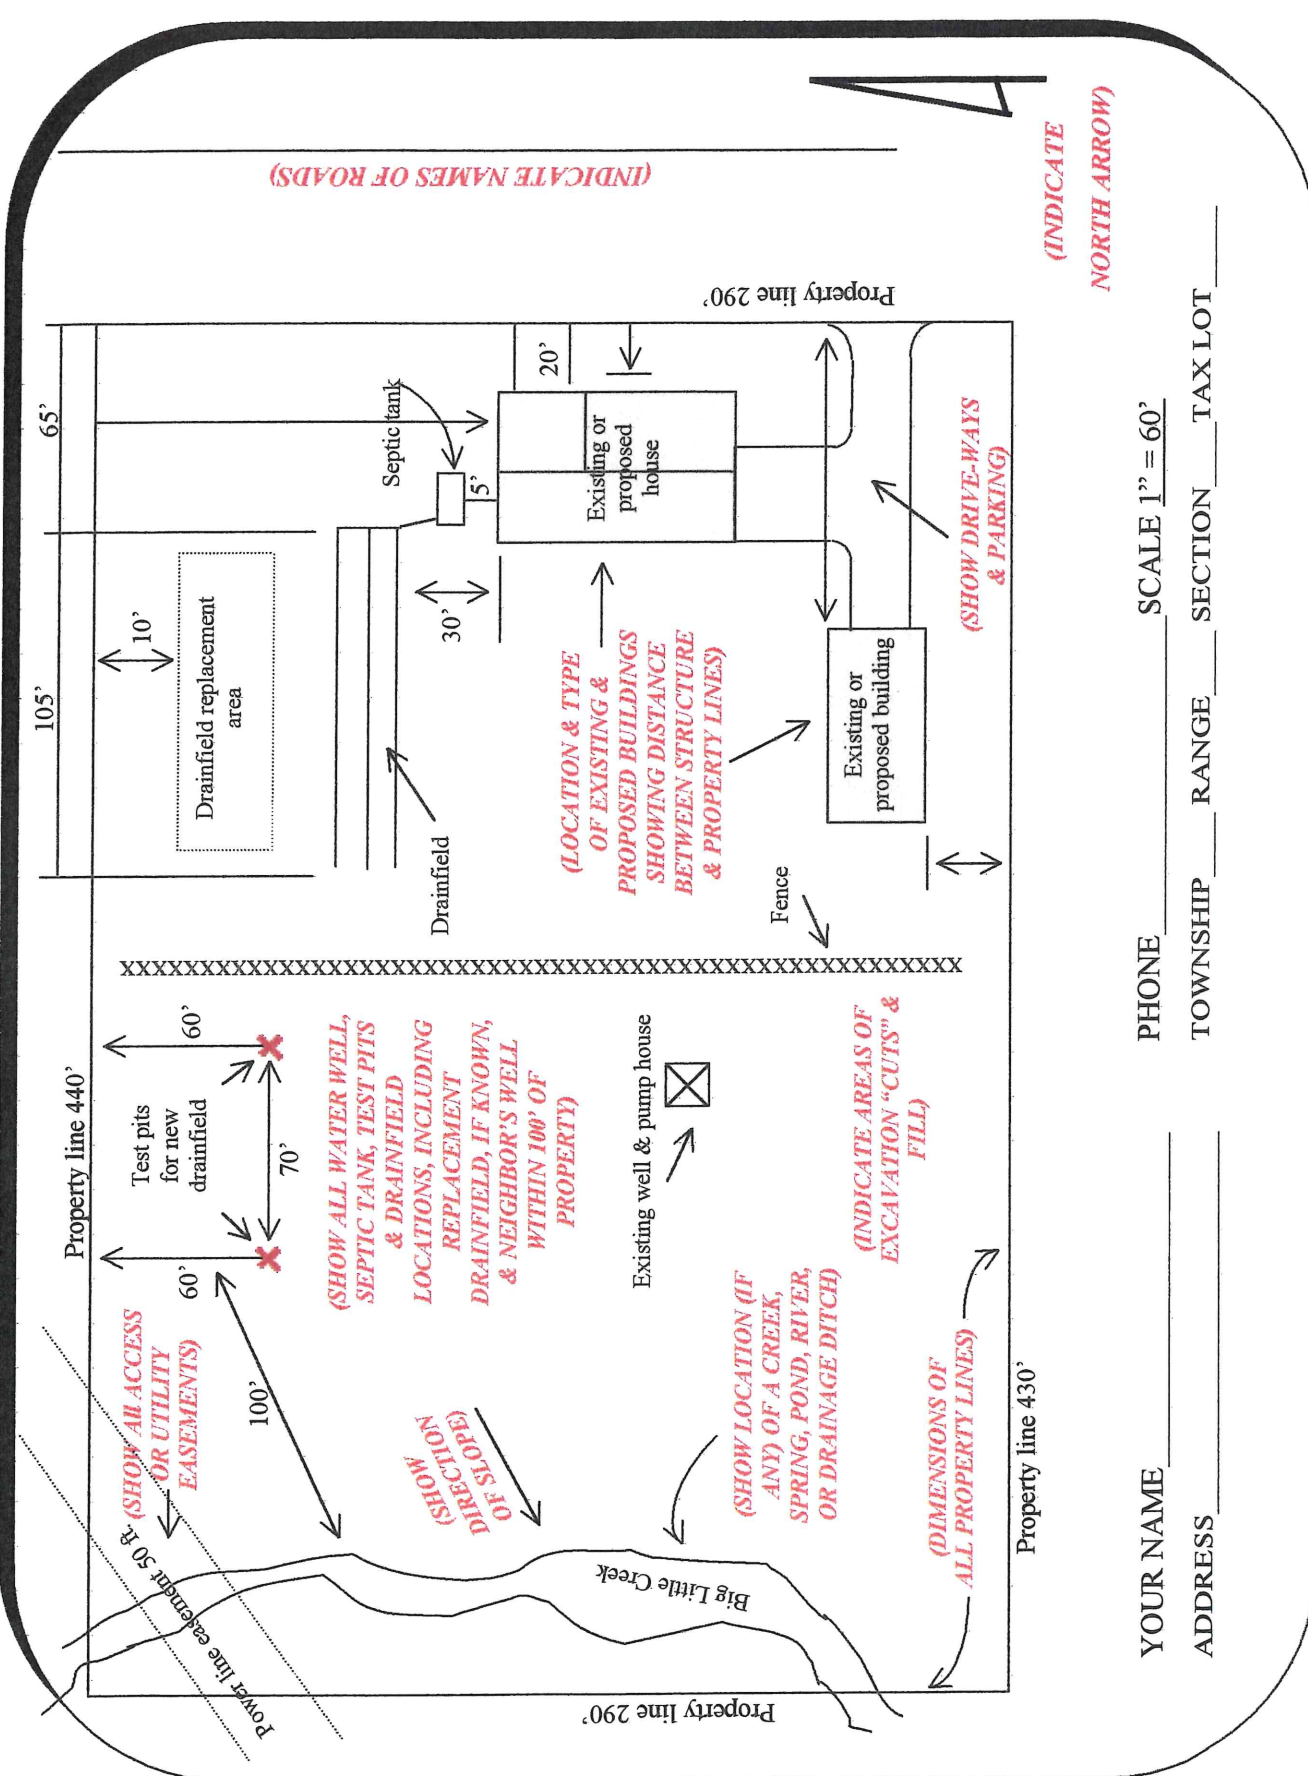 (INDICATE NAMES OF ROADS)
(INDICATE
NORTH ARROW)
Property line 440'
105'
65'
Property line 290'
Power line easement 50 ft.
(SHOW All ACCESS
OR UTILITY
EASEMENTS)
60'
Test pits
for new
drainfield
60'
70'
100'
10'
Drainfield replacement
area
Septic tank
5'
20'
30'
Drainfield
Existing or
proposed
house
(SHOW ALL WATER WELL,
SEPTIC TANK, TEST PITS
& DRAINFIELD
LOCATIONS, INCLUDING
REPLACEMENT
DRAINFIELD, IF KNOWN,
& NEIGHBOR'S WELL
WITHIN 100' OF
PROPERTY)
(SHOW
DIRECTION
OF SLOPE)
(LOCATION & TYPE
OF EXISTING &
PROPOSED BUILDINGS
SHOWING DISTANCE
BETWEEN STRUCTURE
& PROPERTY LINES)
Existing well & pump house
Big Little Creek
(SHOW LOCATION (IF
ANY) OF A CREEK,
SPRING, POND, RIVER,
OR DRAINAGE DITCH)
Fence
XXXXXXXXXXXXXXXXXXXXXXXXXXXXXXXXXXXXXXXXXXXXXXXXXXXXX
Existing or
proposed building
(INDICATE AREAS OF
EXCAVATION "CUTS" &
FILL)
(SHOW DRIVE-WAYS
& PARKING)
(DIMENSIONS OF
ALL PROPERTY LINES)
Property line 290'
Property line 430'
YOUR NAME PHONE SCALE 1" = 60'
ADDRESS TOWNSHIP RANGE SECTION TAX LOT